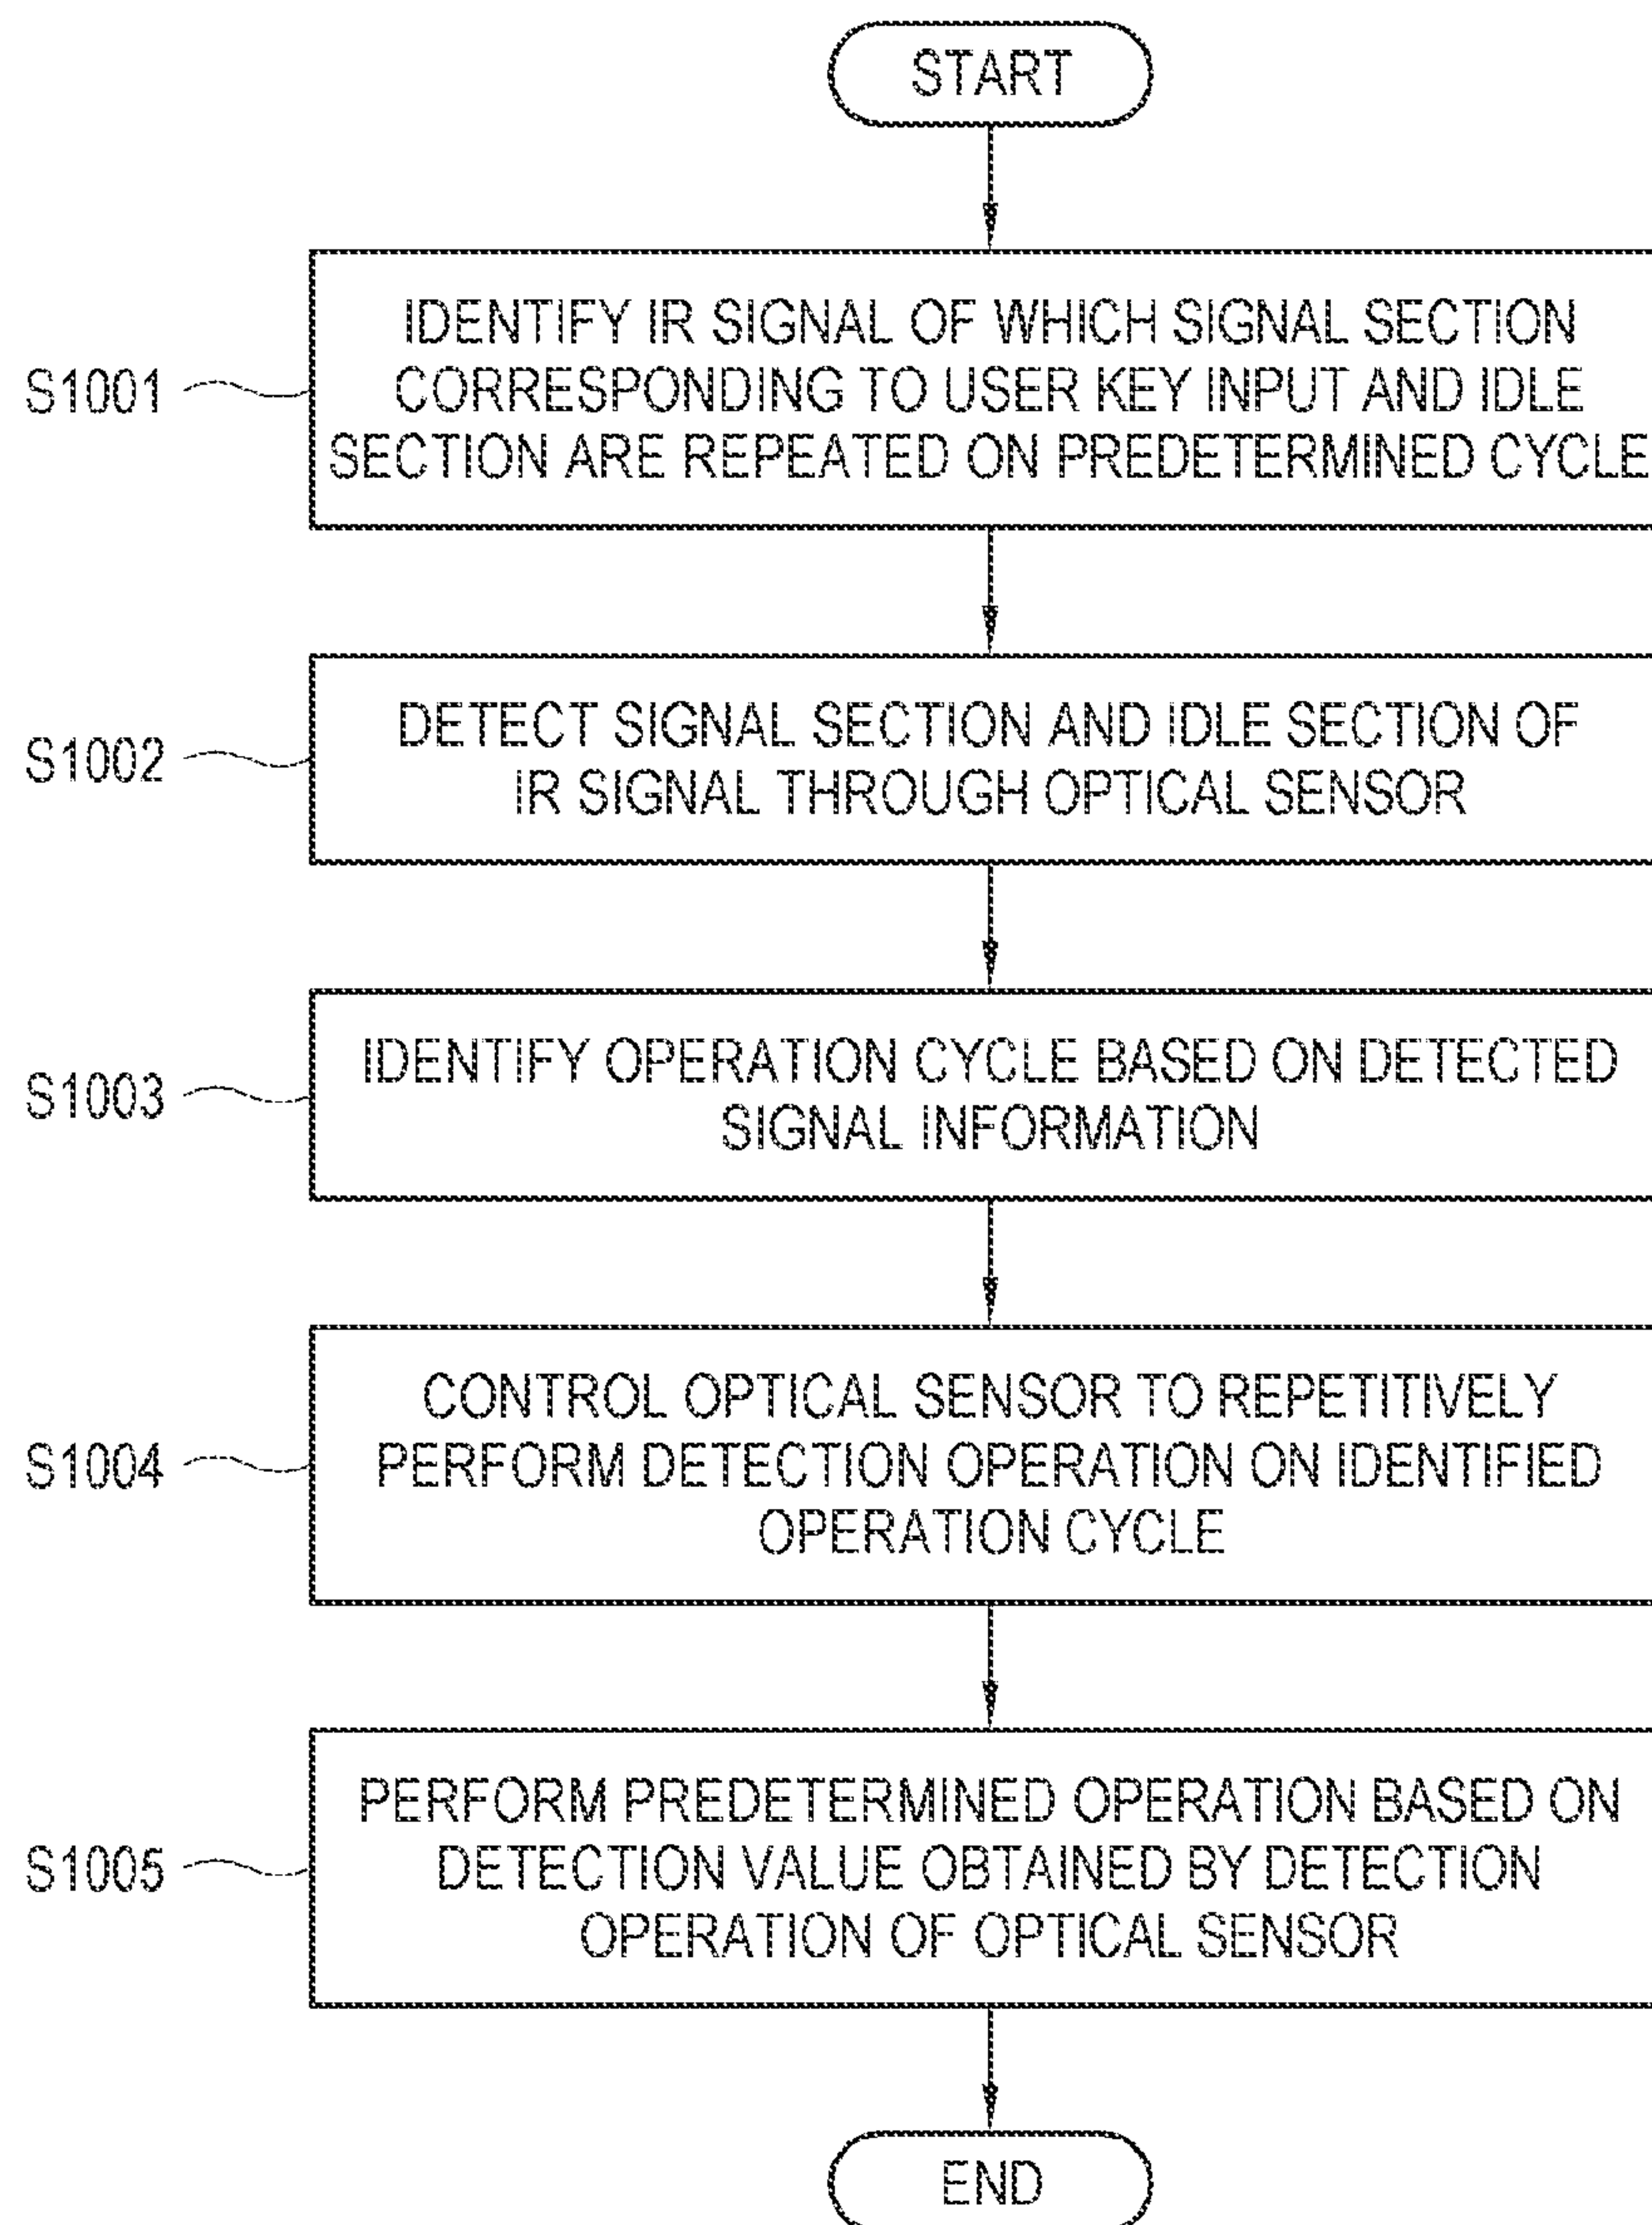 START
S1001
IDENTIFY IR SIGNAL OF WHICH SIGNAL SECTION
CORRESPONDING TO USER KEY INPUT AND IDLE
SECTION ARE REPEATED ON PREDETERMINED CYCLE
S1002
DETECT SIGNAL SECTION AND IDLE SECTION OF
IR SIGNAL THROUGH OPTICAL SENSOR
S1003
IDENTIFY OPERATION CYCLE BASED ON DETECTED
SIGNAL INFORMATION
S1004
CONTROL OPTICAL SENSOR TO REPETITIVELY
PERFORM DETECTION OPERATION ON IDENTIFIED
OPERATION CYCLE
S1005
PERFORM PREDETERMINED OPERATION BASED ON
DETECTION VALUE OBTAINED BY DETECTION
OPERATION OF OPTICAL SENSOR
END